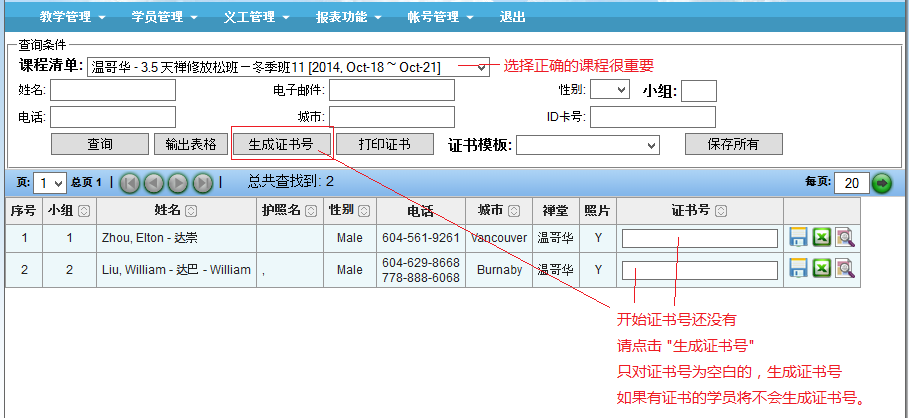 教学管理 学员管理 义工管理 报表功能 帐号管理 退出
查询条件
课程清单: 温哥华 - 3.5 天禅修放松班－冬季班11 [2014, Oct-18 ~ Oct-21] 选择正确的课程很重要
姓名: 电子邮件: 性别: 小组:
电话: 城市: ID卡号:
查询 输出表格 生成证书号 打印证书 证书模板: 保存所有
页: 1 总页 1 | | 总共查找到: 2 每页: 20
序号 小组 姓名 护照名 性别 电话 城市 禅堂 照片 证书号
1 1 Zhou, Elton - 达崇 Male 604-561-9261 Vancouver 温哥华 Y
2 2 Liu, William - 达巴 - William , Male 604-629-8668 Burnaby 温哥华 Y
778-888-6068
开始证书号还没有
请点击 "生成证书号"
只对证书号为空白的，生成证书号
如果有证书的学员将不会生成证书号。